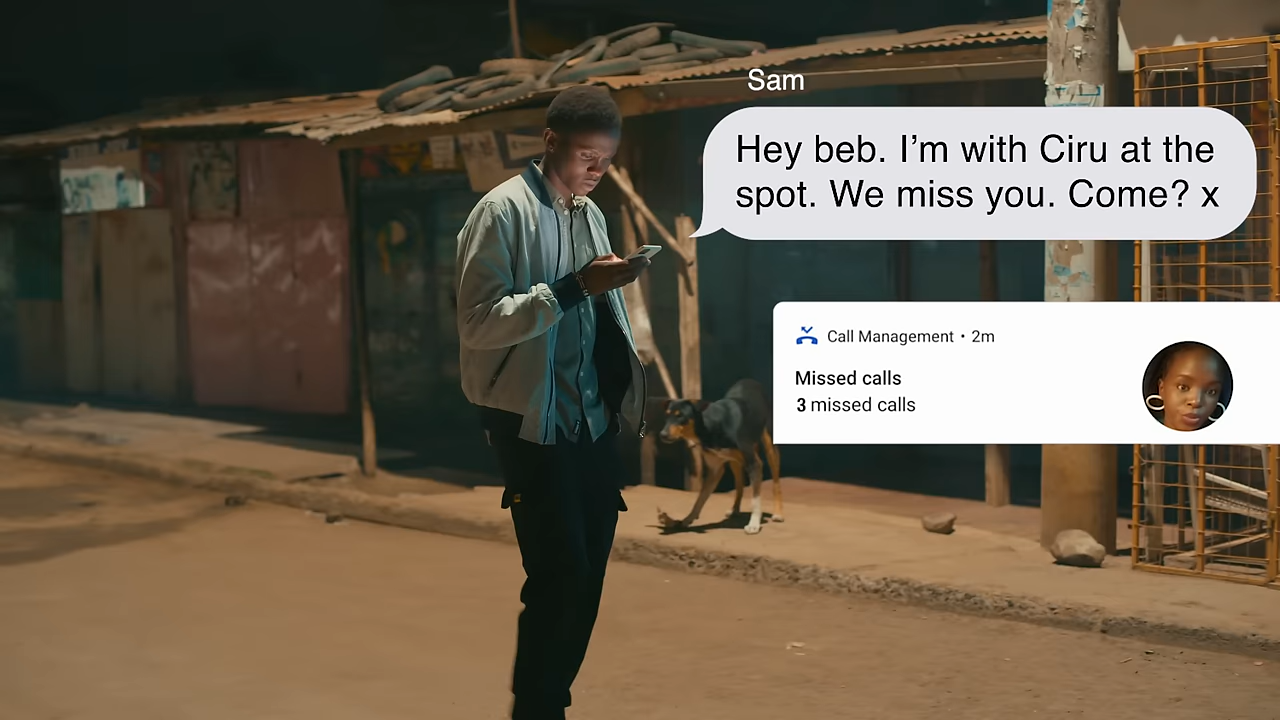 Sam
Hey beb. I’m with Ciru at the
spot. We miss you. Come? x
Call Management • 2m
Missed calls
3 missed calls